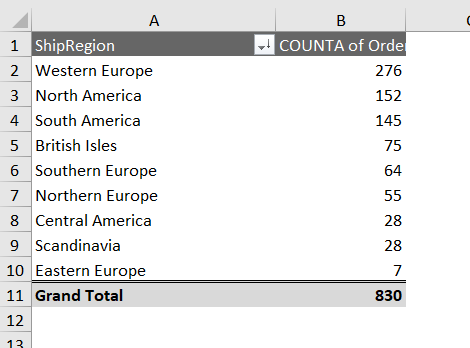 A B
1 ShipRegion COUNTA of Order
2 Western Europe 276
3 North America 152
4 South America 145
5 British Isles 75
6 Southern Europe 64
7 Northern Europe 55
8 Central America 28
9 Scandinavia 28
10 Eastern Europe 7
11 Grand Total 830
12
13